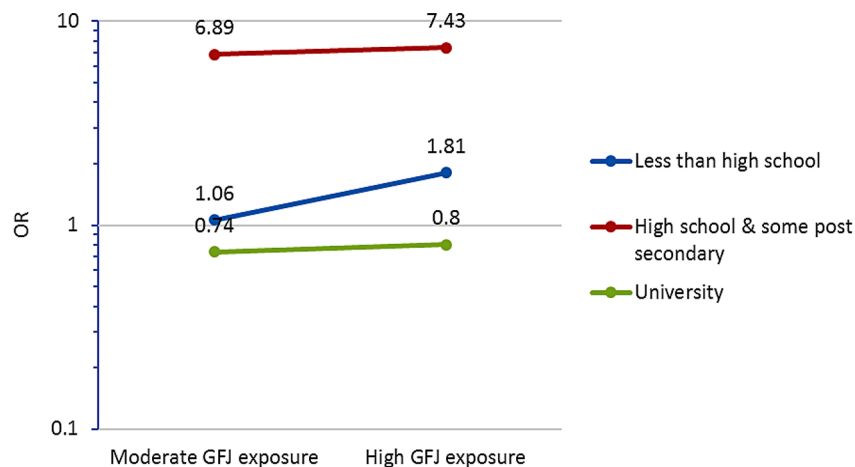 10
6.89
7.43
1.81
1.06
1
0.74
0.8
0.1
OR
Moderate GFJ exposure
High GFJ exposure
Less than high school
High school & some post
secondary
University